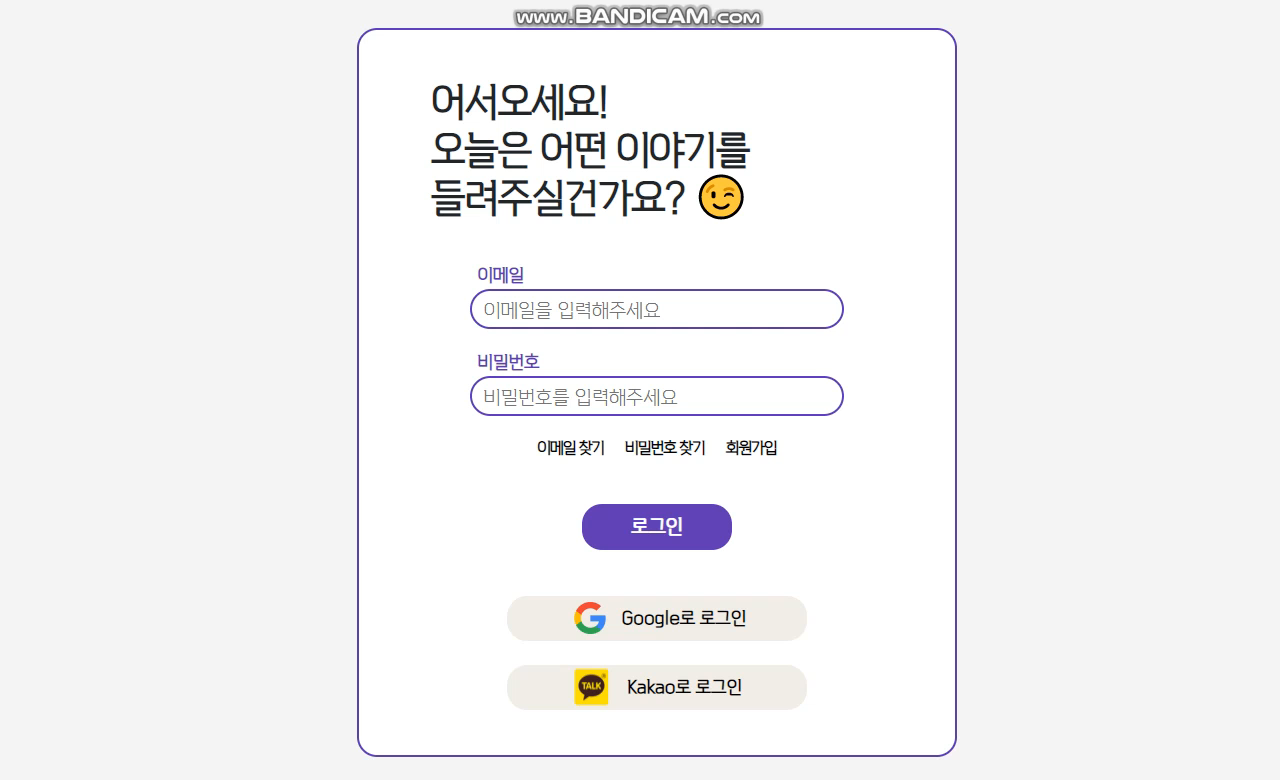 www.BANDICAM.com
어서오세요!
오늘은 어떤 이야기를
들려주실건가요?
이메일
이메일을 입력해주세요
비밀번호
비밀번호를 입력해주세요
이메일 찾기 비밀번호 찾기 회원가입
로그인
Google로 로그인
TALK Kakao로 로그인